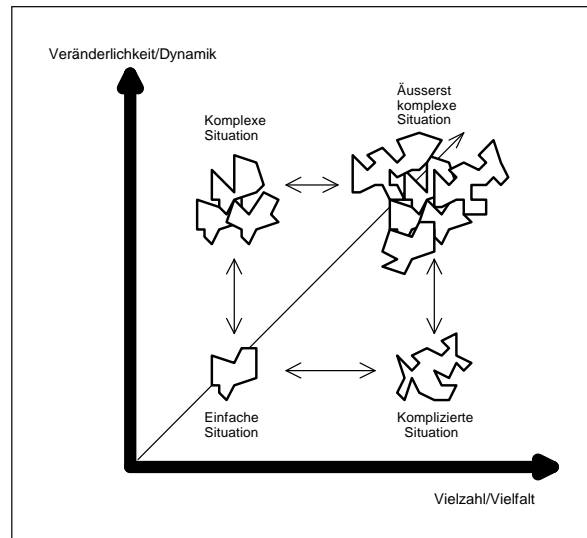 Veränderlichkeit/Dynamik
Komplexe
Situation
Äusserst
komplexe
Situation
Einfache
Situation
Komplizierte
Situation
Vielzahl/Vielfalt